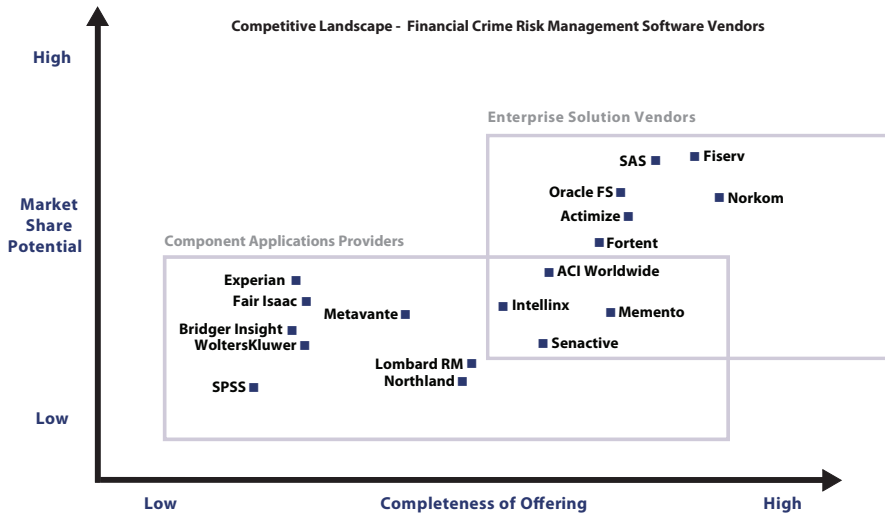 Competitive Landscape - Financial Crime Risk Management Software Vendors
High
Enterprise Solution Vendors
SAS
Fiserv
Oracle FS
Norkom
Market
Share
Potential
Actimize
Component Applications Providers
Fortent
ACI Worldwide
Experian
Fair Isaac
Metavante
Intellinx
Memento
Bridger Insight
WoltersKluwer
Senactive
Lombard RM
Northland
SPSS
Low
Low
Completeness of Offering
High